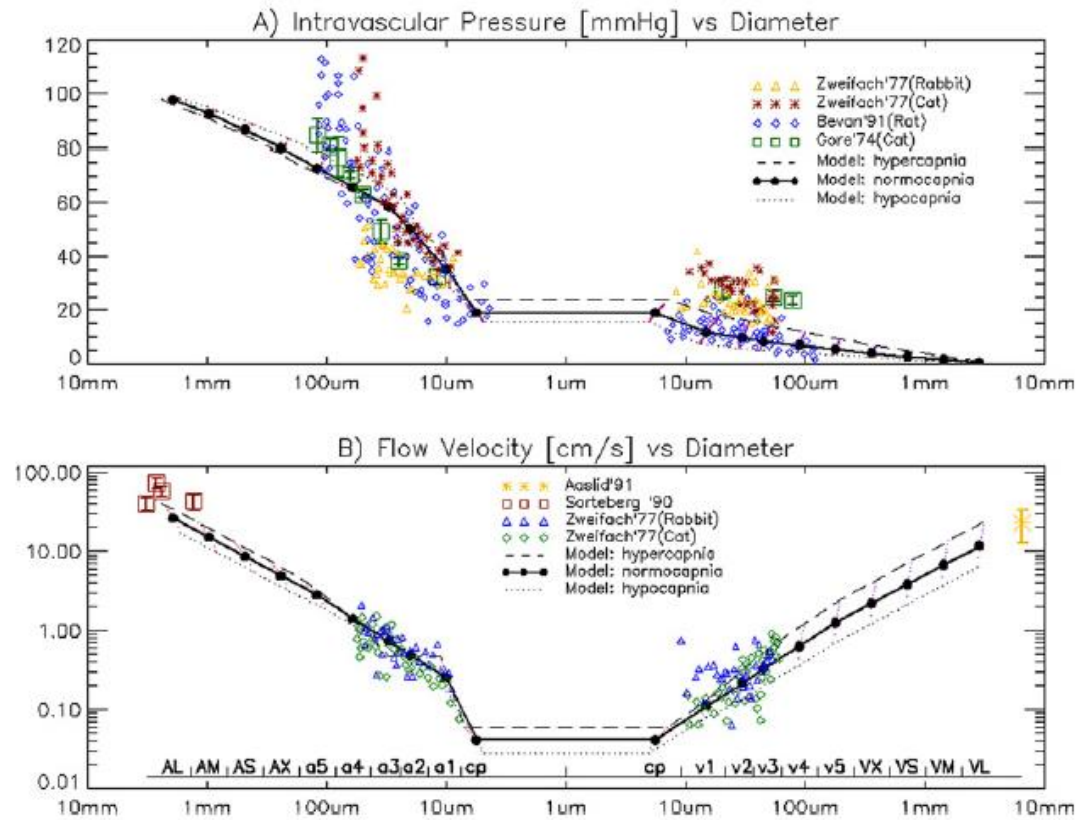 A) Intravascular Pressure [mmHg] vs Diameter
120
100
80
60
40
20
0
Zweifach'77(Rabbit)
Zweifach'77(Cat)
Bevan'91(Rat)
Gore'74(Cat)
Model: hypercapnia
Model: normocapnia
Model: hypocapnia
10mm 1mm 100um 10um 1um 10um 100um 1mm 10mm
B) Flow Velocity [cm/s] vs Diameter
100.00
10.00
1.00
0.10
0.01
Aaslid'91
Sorteberg '90
Zweifach'77(Rabbit)
Zweifach'77(Cat)
Model: hypercapnia
Model: normocapnia
Model: hypocapnia
AL AM AS AX a5 a4 a3 a2 a1 cp cp v1 v2 v3 v4 v5 VX VS VM VL
10mm 1mm 100um 10um 1um 10um 100um 1mm 10mm